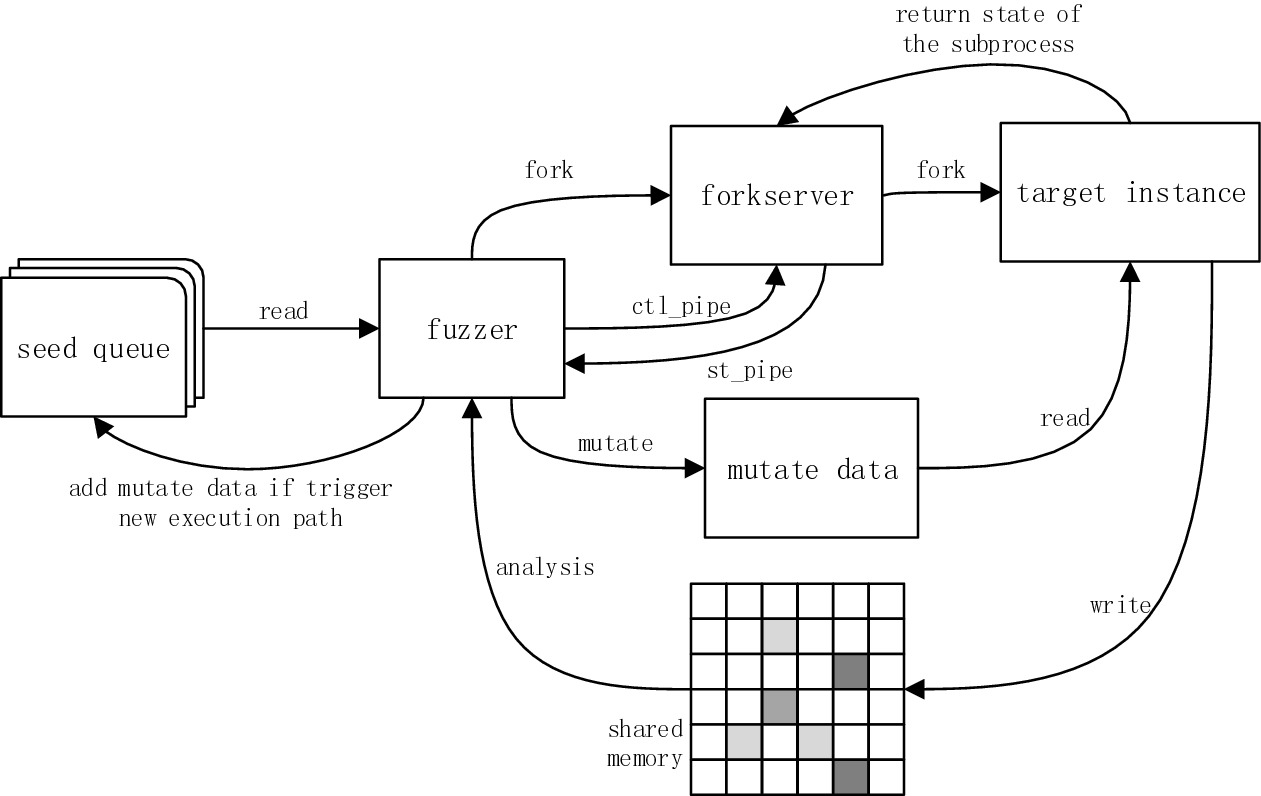 return state of
the subprocess
fork
forkserver
fork
target instance
seed queue
read
fuzzer
ctl_pipe
st_pipe
mutate
mutate data
read
add mutate data if trigger
new execution path
analysis
write
shared
memory